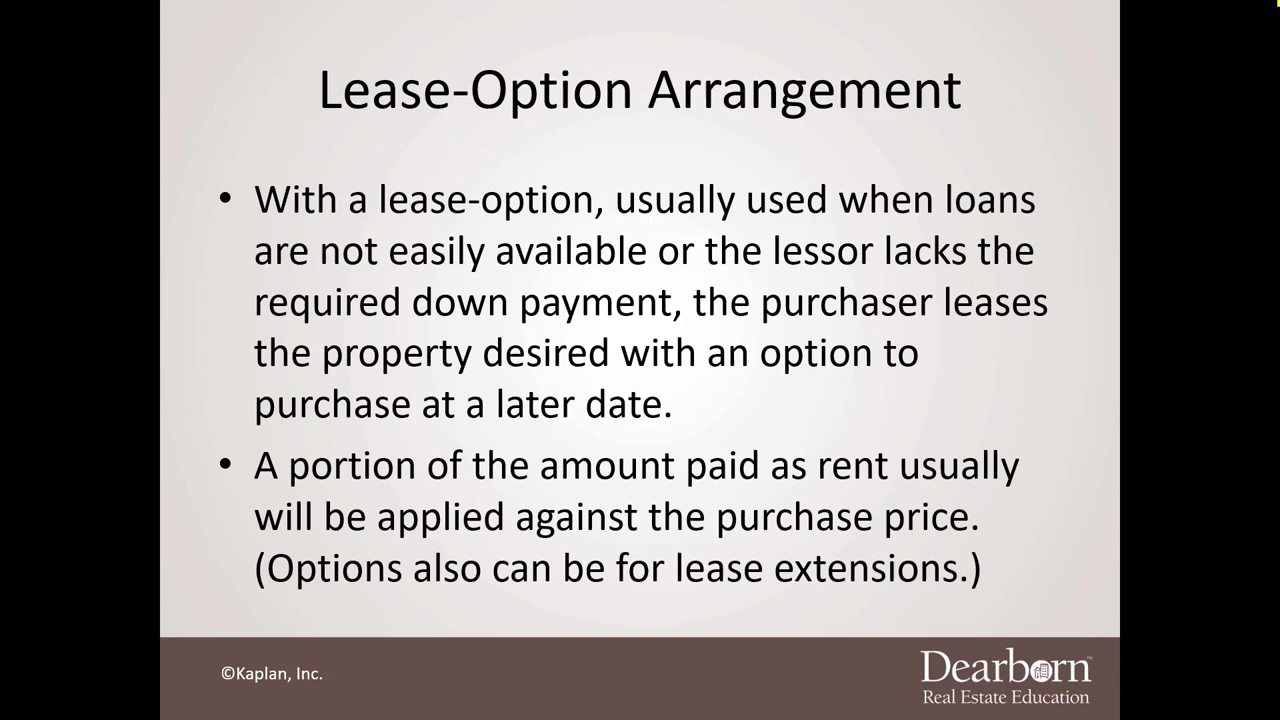 Lease-Option Arrangement
• With a lease-option, usually used when loans
are not easily available or the lessor lacks the
required down payment, the purchaser leases
the property desired with an option to
purchase at a later date.
• A portion of the amount paid as rent usually
will be applied against the purchase price.
(Options also can be for lease extensions.)
©Kaplan, Inc.
Dearborn™
Real Estate Education